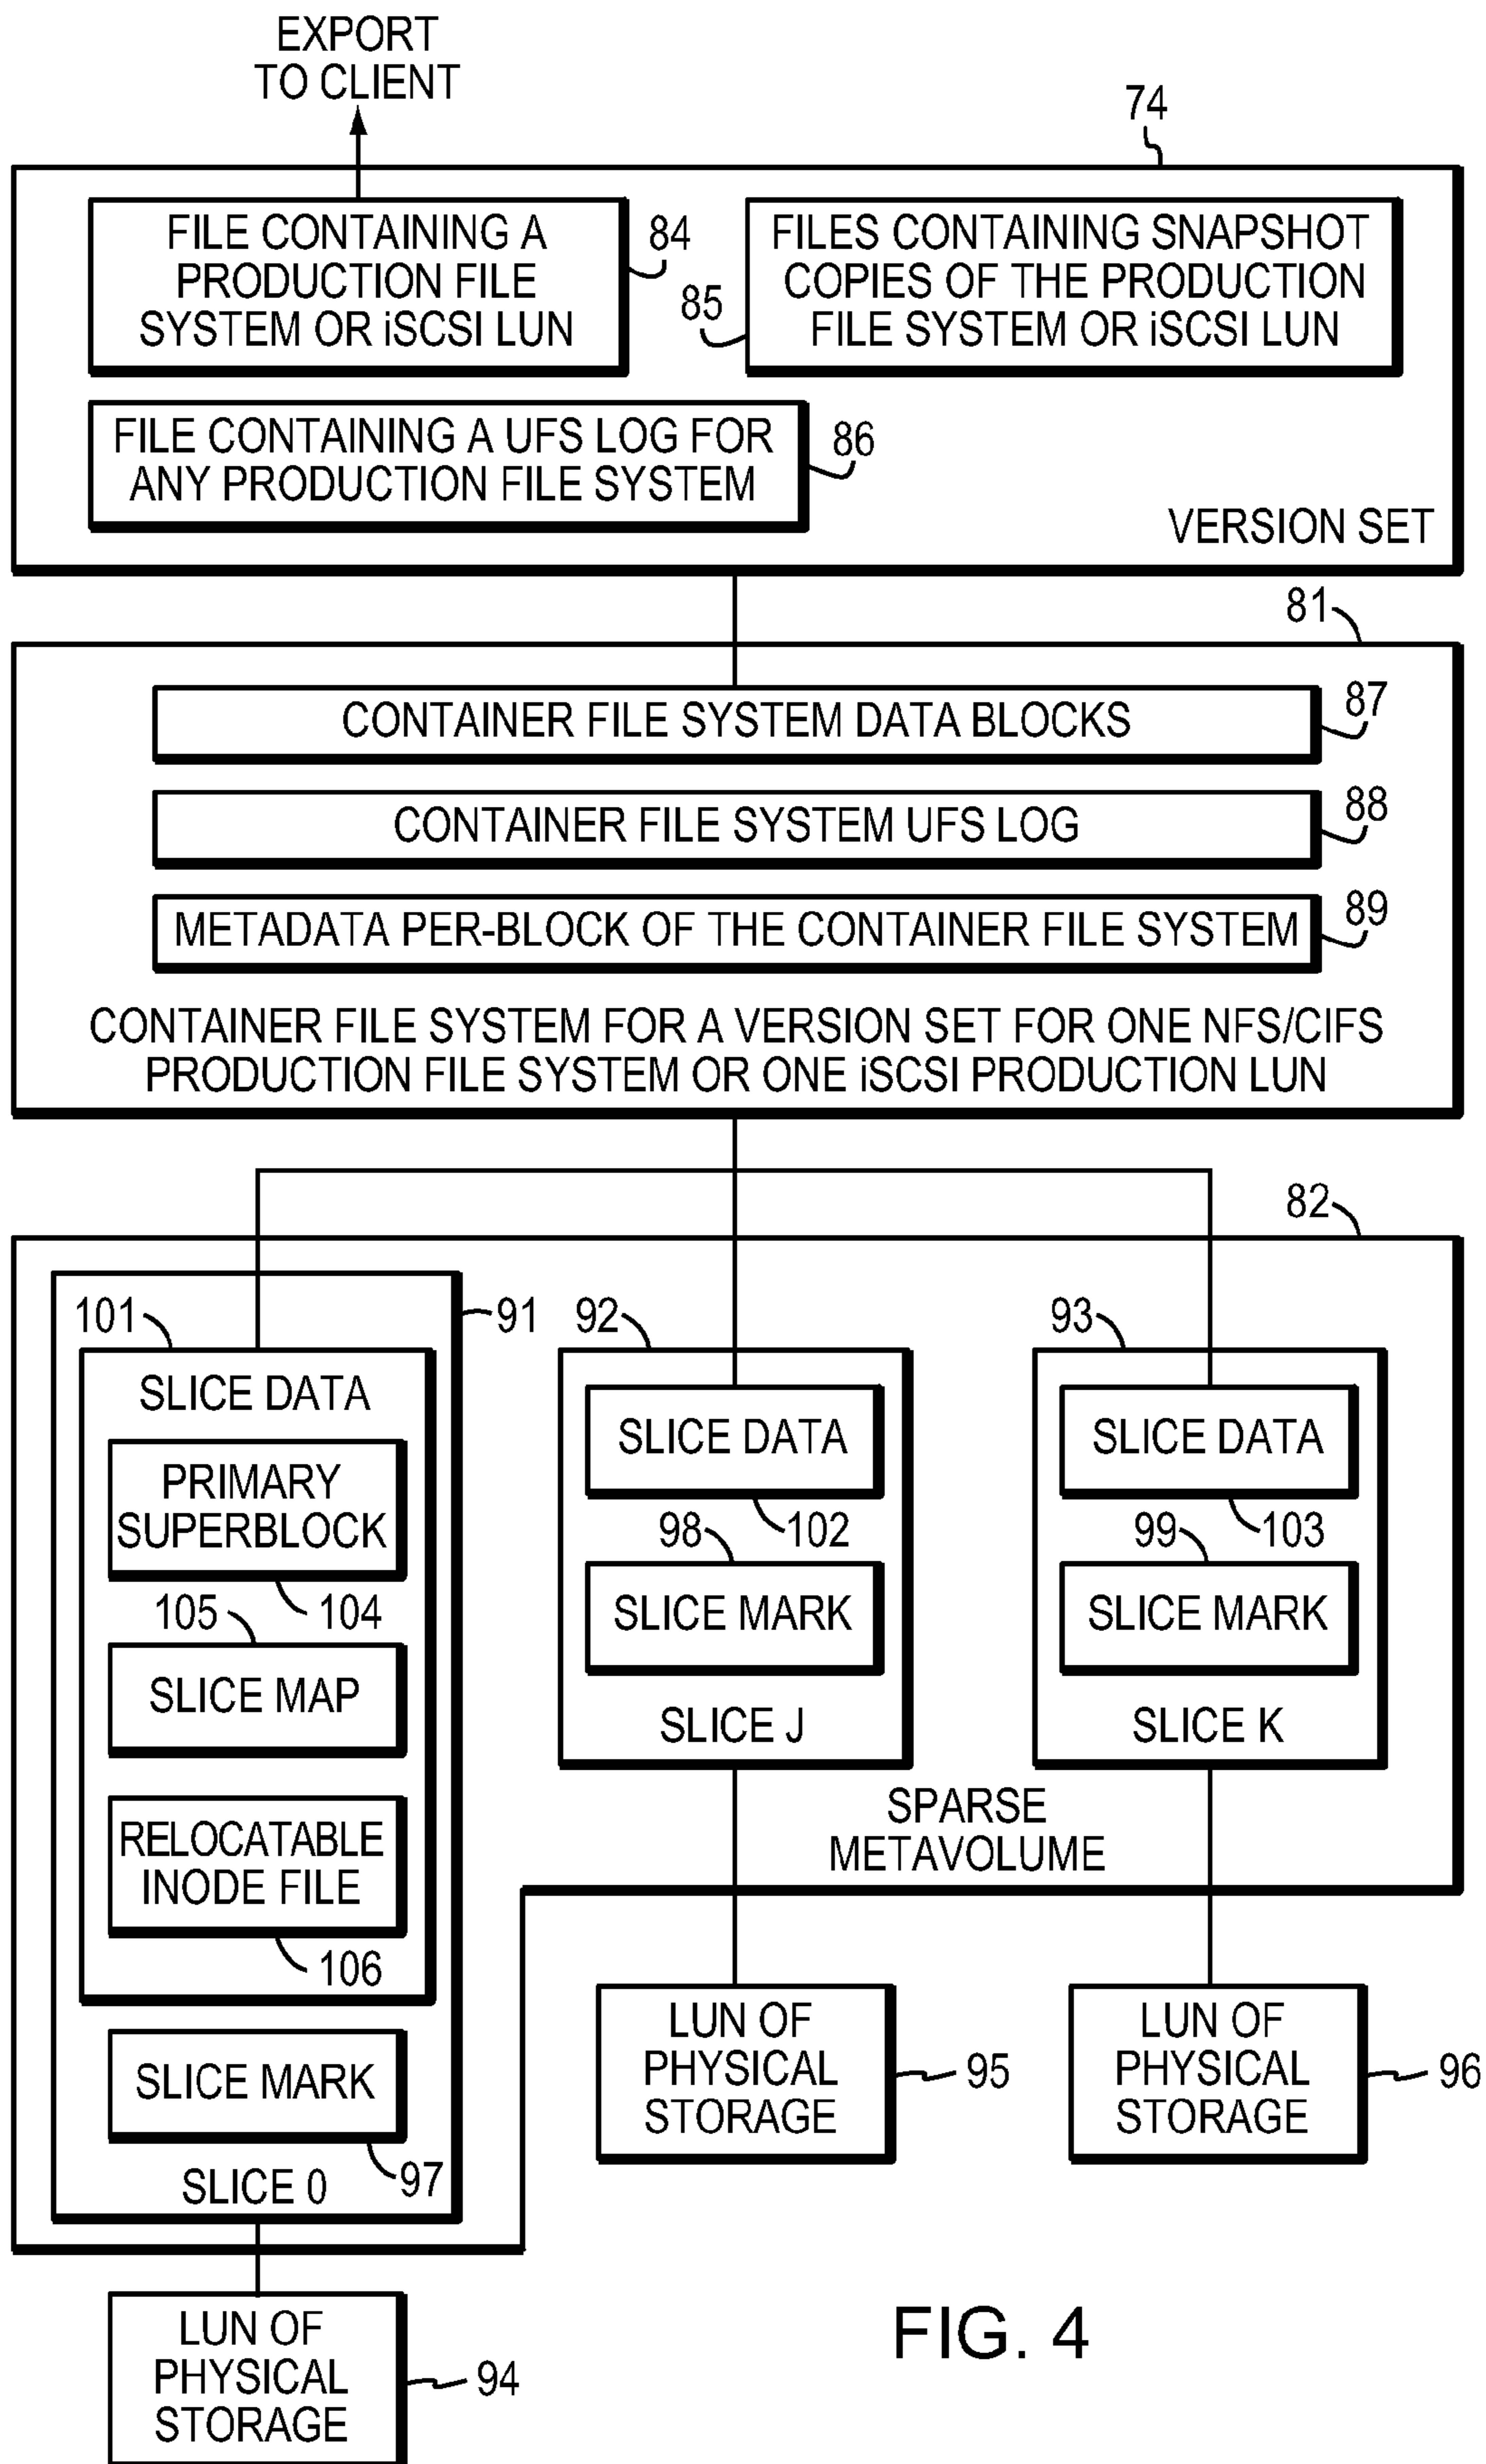 EXPORT
TO CLIENT
74
FILE CONTAINING A
PRODUCTION FILE
SYSTEM OR iSCSI LUN
84
FILES CONTAINING SNAPSHOT
COPIES OF THE PRODUCTION
FILE SYSTEM OR iSCSI LUN
85
FILE CONTAINING A UFS LOG FOR
ANY PRODUCTION FILE SYSTEM
86
VERSION SET
81
CONTAINER FILE SYSTEM DATA BLOCKS
87
CONTAINER FILE SYSTEM UFS LOG
88
METADATA PER-BLOCK OF THE CONTAINER FILE SYSTEM
89
CONTAINER FILE SYSTEM FOR A VERSION SET FOR ONE NFS/CIFS
PRODUCTION FILE SYSTEM OR ONE iSCSI PRODUCTION LUN
82
101
91
SLICE DATA
PRIMARY
SUPERBLOCK
104
105
SLICE MAP
RELOCATABLE
INODE FILE
106
SLICE MARK
97
SLICE 0
92
SLICE DATA
102
98
SLICE MARK
SLICE J
93
SLICE DATA
103
99
SLICE MARK
SLICE K
SPARSE
METAVOLUME
LUN OF
PHYSICAL
STORAGE
95
LUN OF
PHYSICAL
STORAGE
96
LUN OF
PHYSICAL
STORAGE
94
FIG. 4